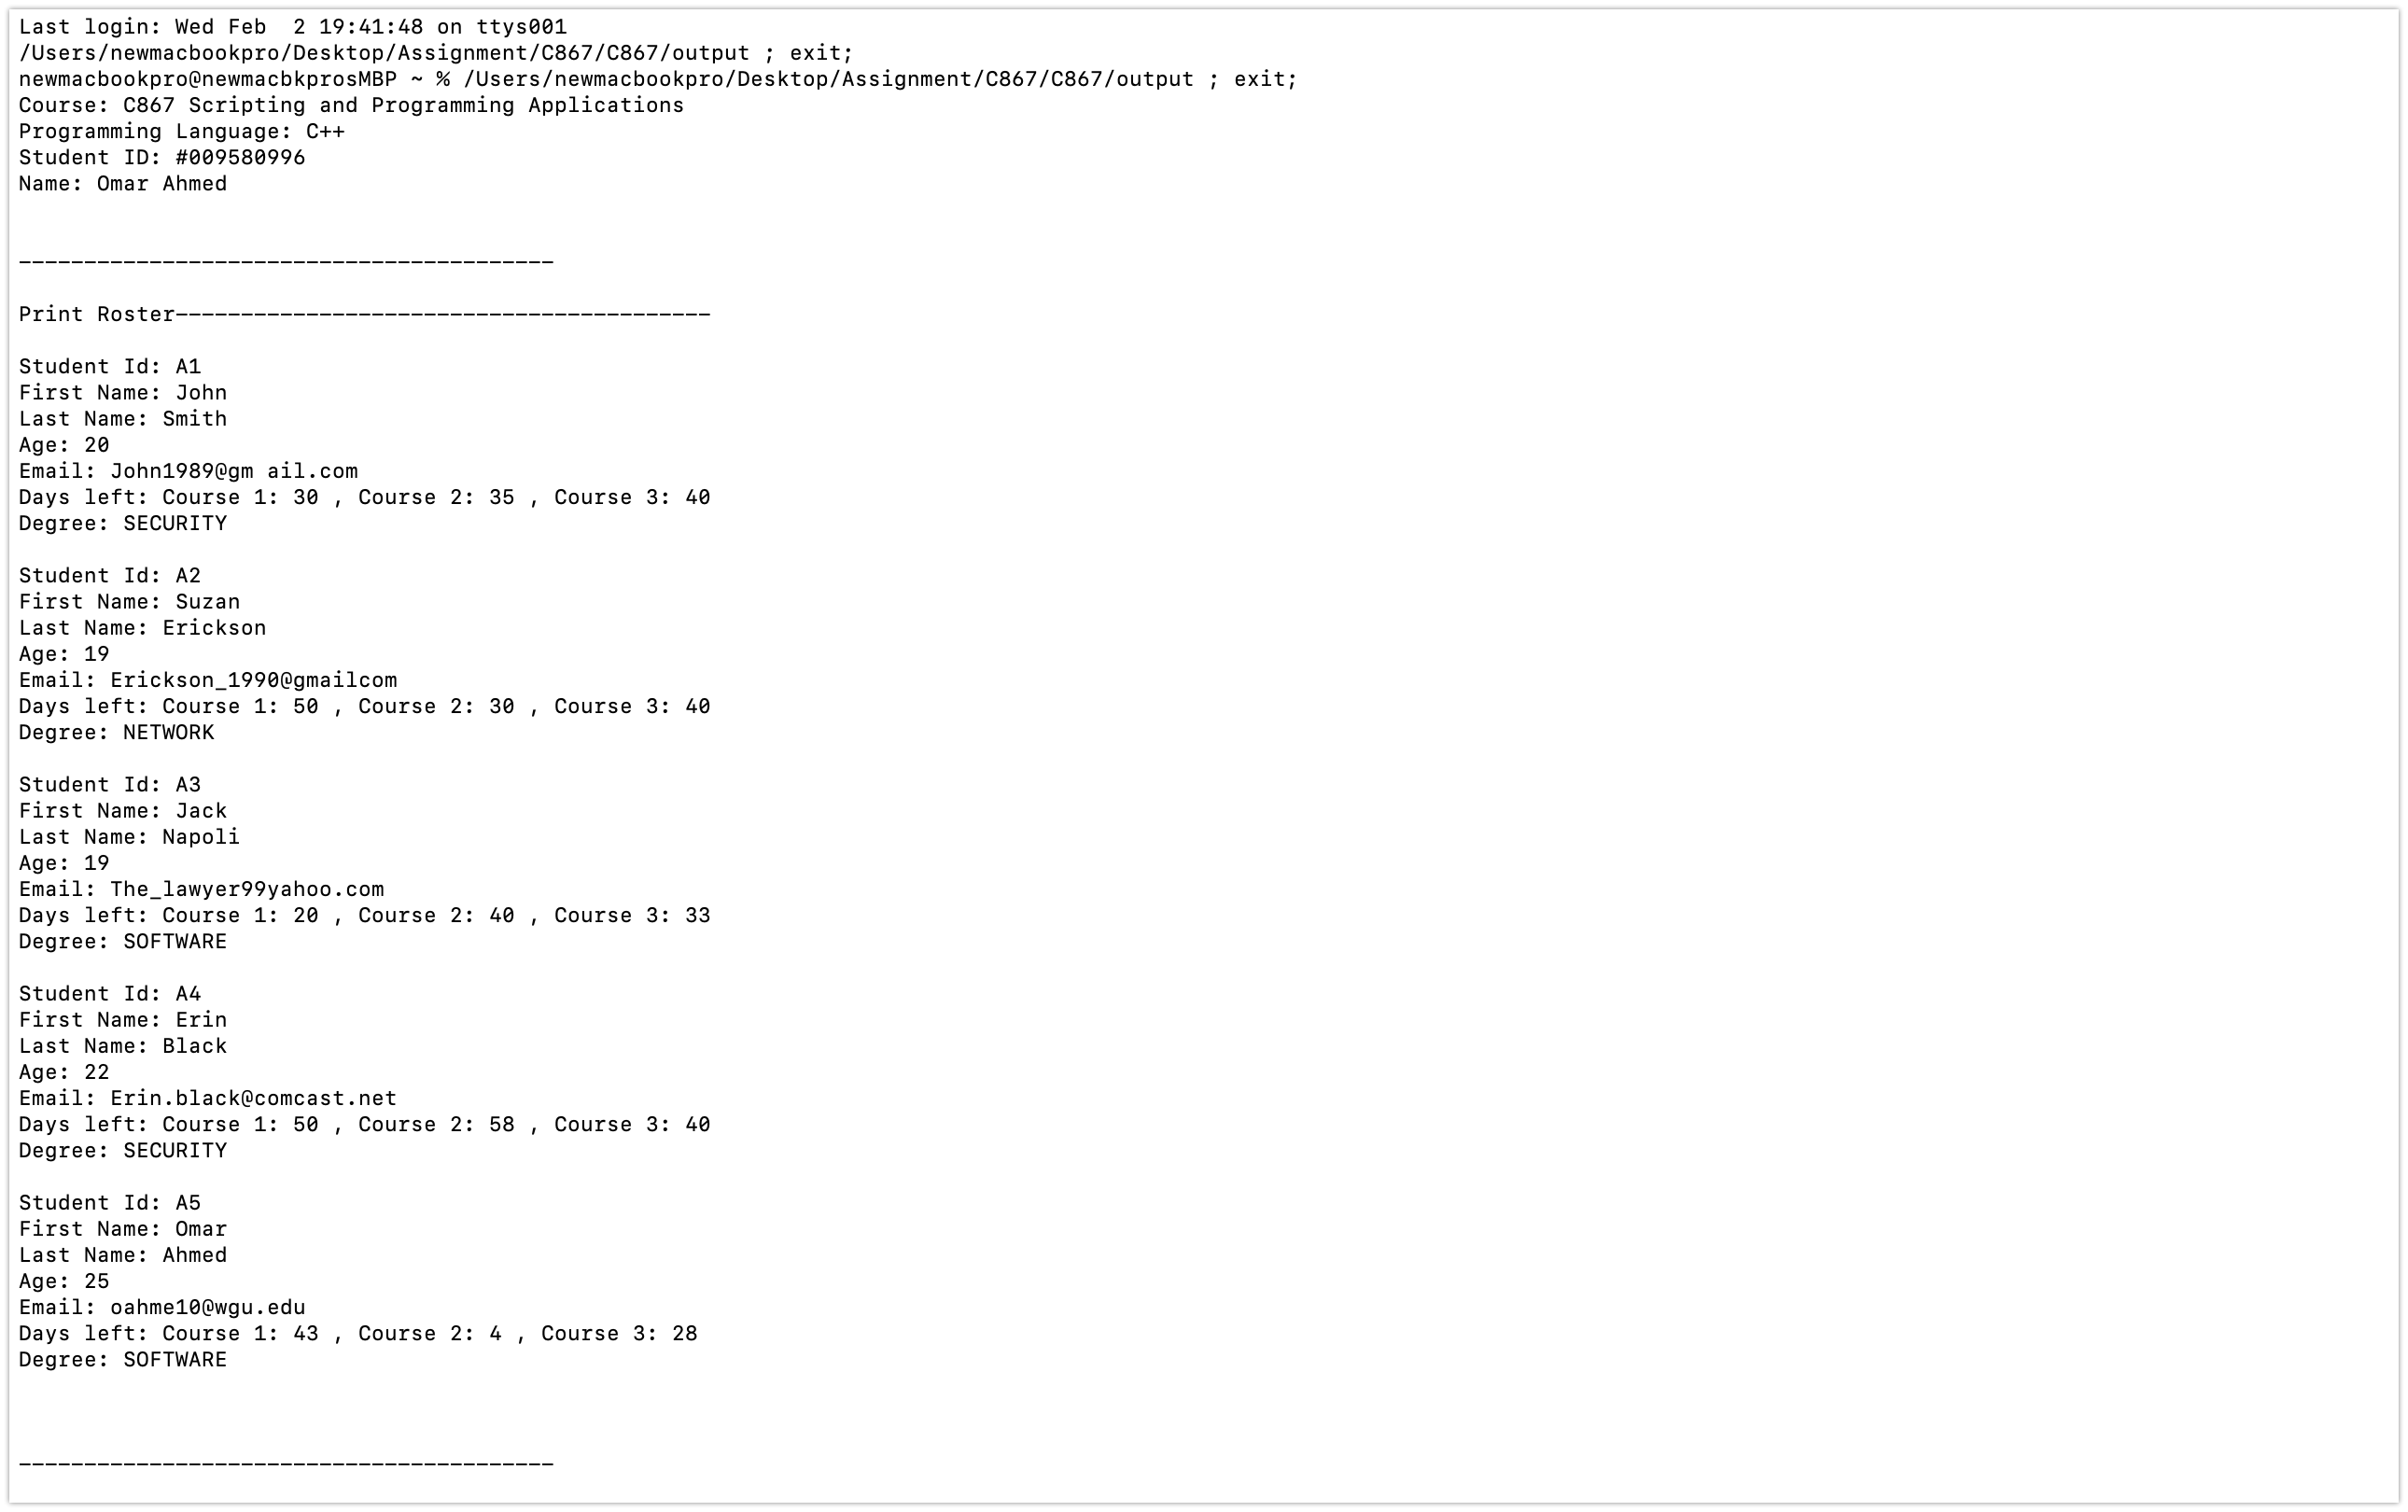 Last login: Wed Feb  2 19:41:48 on ttys001
/Users/newmacbookpro/Desktop/Assignment/C867/C867/output ; exit;
newmacbookpro@newmacbkprosMBP ~ % /Users/newmacbookpro/Desktop/Assignment/C867/C867/output ; exit;
Course: C867 Scripting and Programming Applications
Programming Language: C++
Student ID: #009580996
Name: Omar Ahmed
-----------------------------------------
Print Roster-----------------------------------------
Student Id: A1
First Name: John
Last Name: Smith
Age: 20
Email: John1989@gm ail.com
Days left: Course 1: 30 , Course 2: 35 , Course 3: 40
Degree: SECURITY
Student Id: A2
First Name: Suzan
Last Name: Erickson
Age: 19
Email: Erickson_1990@gmailcom
Days left: Course 1: 50 , Course 2: 30 , Course 3: 40
Degree: NETWORK
Student Id: A3
First Name: Jack
Last Name: Napoli
Age: 19
Email: The_lawyer99yahoo.com
Days left: Course 1: 20 , Course 2: 40 , Course 3: 33
Degree: SOFTWARE
Student Id: A4
First Name: Erin
Last Name: Black
Age: 22
Email: Erin.black@comcast.net
Days left: Course 1: 50 , Course 2: 58 , Course 3: 40
Degree: SECURITY
Student Id: A5
First Name: Omar
Last Name: Ahmed
Age: 25
Email: oahme10@wgu.edu
Days left: Course 1: 43 , Course 2: 4 , Course 3: 28
Degree: SOFTWARE
-----------------------------------------